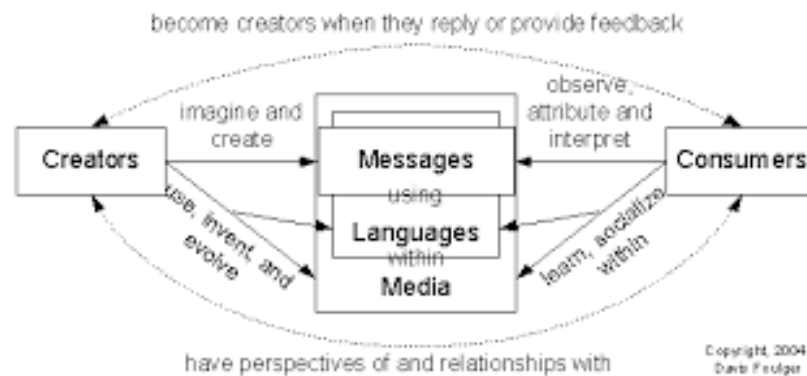 become creators when they reply or provide feedback
imagine and
create
observe,
attribute and
interpret
Creators
Messages
Consumers
using
Languages
within
Media
use, invent, and
evolve
learn, socialize
within
have perspectives of and relationships with
Copyright, 2004
Davis Foulger